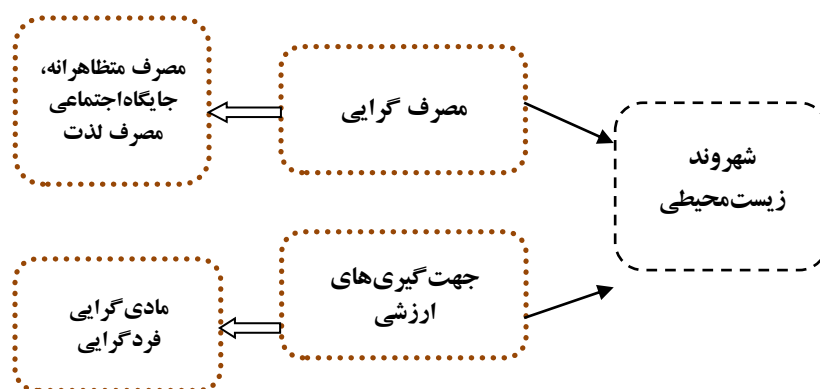 شهروند
زیست‌محیطی
مصرف گرایی
مصرف متظاهرانه،
جایگاه‌اجتماعی
مصرف لذت
جهت‌گیری‌های
ارزشی
مادی‌گرایی
فردگرایی